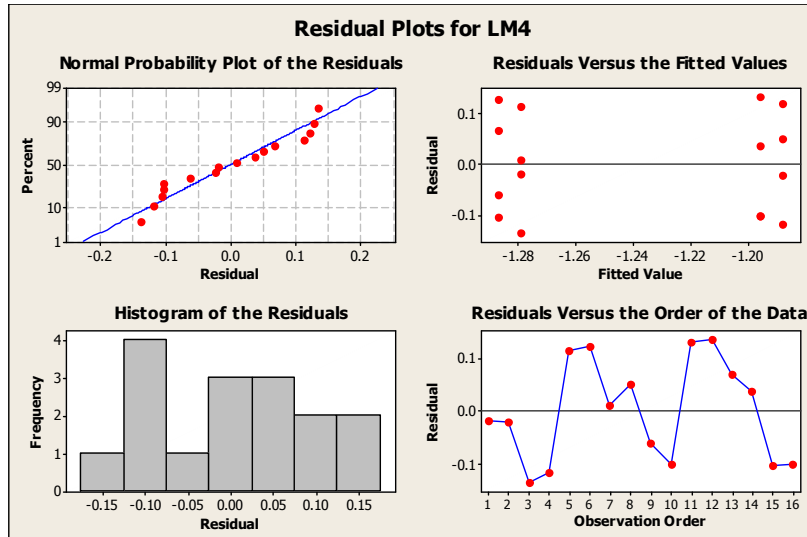 Residual Plots for LM4
Normal Probability Plot of the Residuals
99
90
50
10
1
Percent
-0.2 -0.1 0.0 0.1 0.2
Residual
Residuals Versus the Fitted Values
0.1
0.0
-0.1
Residual
-1.28 -1.26 -1.24 -1.22 -1.20
Fitted Value
Histogram of the Residuals
4
3
2
1
0
Frequency
-0.15 -0.10 -0.05 0.00 0.05 0.10 0.15
Residual
Residuals Versus the Order of the Data
0.1
0.0
-0.1
Residual
1 2 3 4 5 6 7 8 9 10 11 12 13 14 15 16
Observation Order